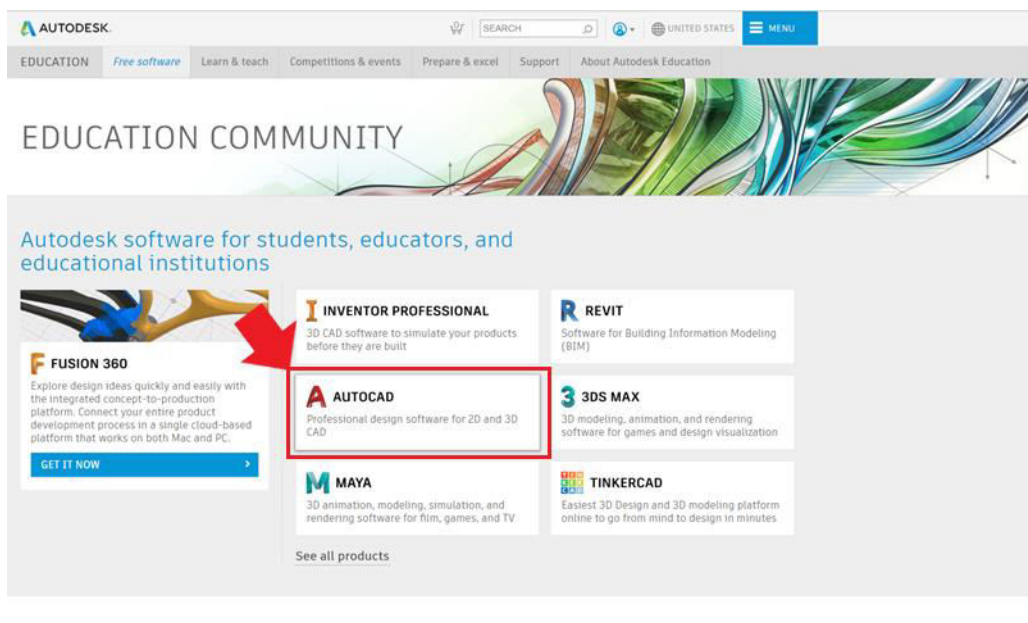 AUTODESK.
SEARCH
UNITED STATES
MENU
EDUCATION Free software Learn & teach Competitions & events Prepare & excel Support About Autodesk Education
EDUCATION COMMUNITY
Autodesk software for students, educators, and
educational institutions
F FUSION 360
Explore design ideas quickly and easily with
the integrated concept-to-production
platform. Connect your entire product
development process in a single cloud-based
platform that works on both Mac and PC.
GET IT NOW
I INVENTOR PROFESSIONAL
3D CAD software to simulate your products
before they are built
R REVIT
Software for Building Information Modeling
(BIM)
A AUTOCAD
Professional design software for 2D and 3D
CAD
3 3DS MAX
3D modeling, animation, and rendering
software for games and design visualization
M MAYA
3D animation, modeling, simulation, and
rendering software for film, games, and TV
TIN
KER
CAD
TINKERCAD
Easiest 3D Design and 3D modeling platform
online to go from mind to design in minutes
See all products